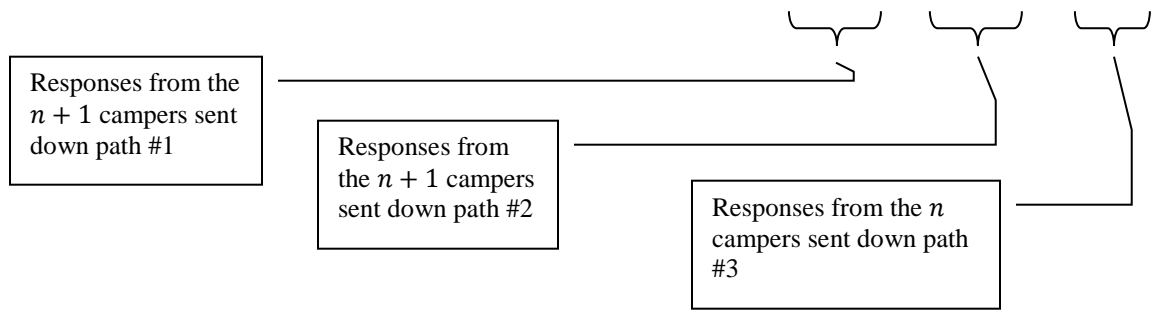 Responses from the
𝑛 + 1 campers sent
down path #1
Responses from
the 𝑛 + 1 campers
sent down path #2
Responses from the 𝑛
campers sent down path
#3